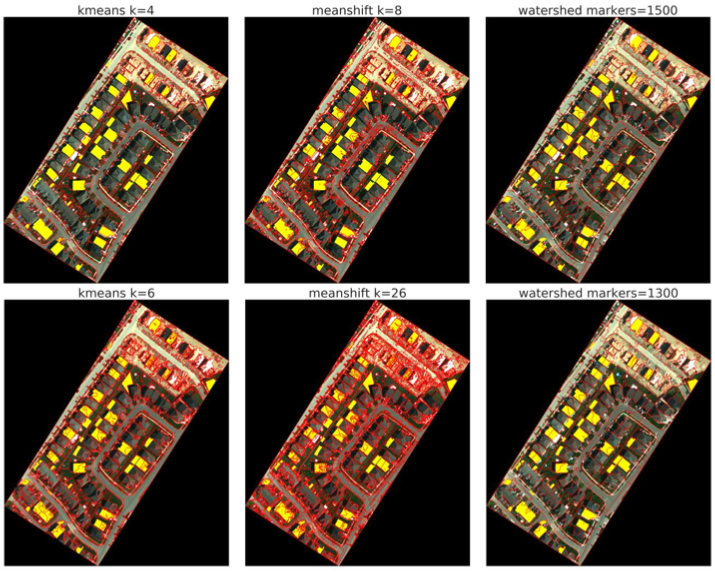 kmeans k=4
meanshift k=8
watershed markers=1500
kmeans k=6
meanshift k=26
watershed markers=1300